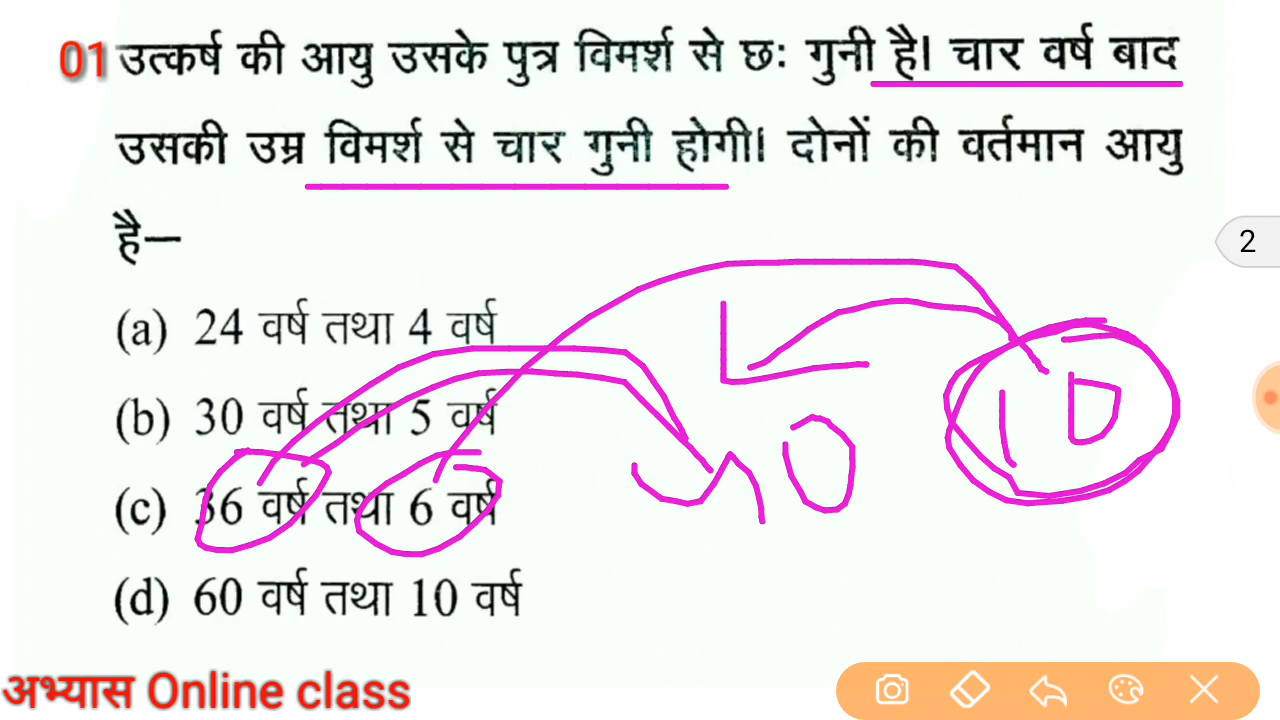 01 उत्कर्ष की आयु उसके पुत्र विमर्श से छः गुनी है। चार वर्ष बाद
उसकी उम्र विमर्श से चार गुनी होगी। दोनों की वर्तमान आयु
है—
2
(a) 24 वर्ष तथा 4 वर्ष
(b) 30 वर्ष तथा 5 वर्ष
10
(c) 36 वर्ष तथा 6 वर्ष
(d) 60 वर्ष तथा 10 वर्ष
अभ्यास Online class